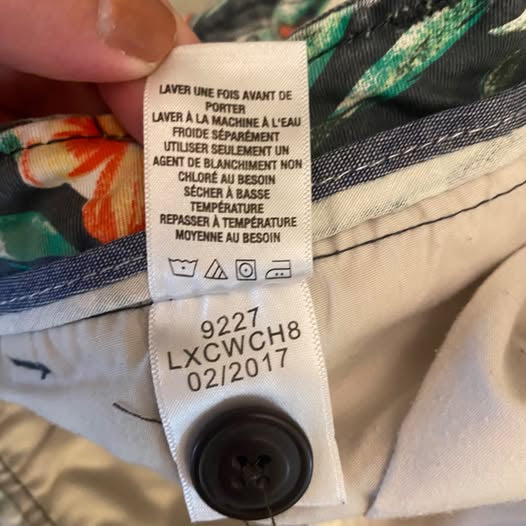 LAVER UNE FOIS AVANT DE
PORTER
LAVER À LA MACHINE À L'EAU
FROIDE SÉPARÉMENT
UTILISER SEULEMENT UN
AGENT DE BLANCHIMENT NON
CHLORÉ AU BESOIN
SÉCHER À BASSE
TEMPÉRATURE
REPASSER À TEMPÉRATURE
MOYENNE AU BESOIN
9227
LXCWCH8
02/2017